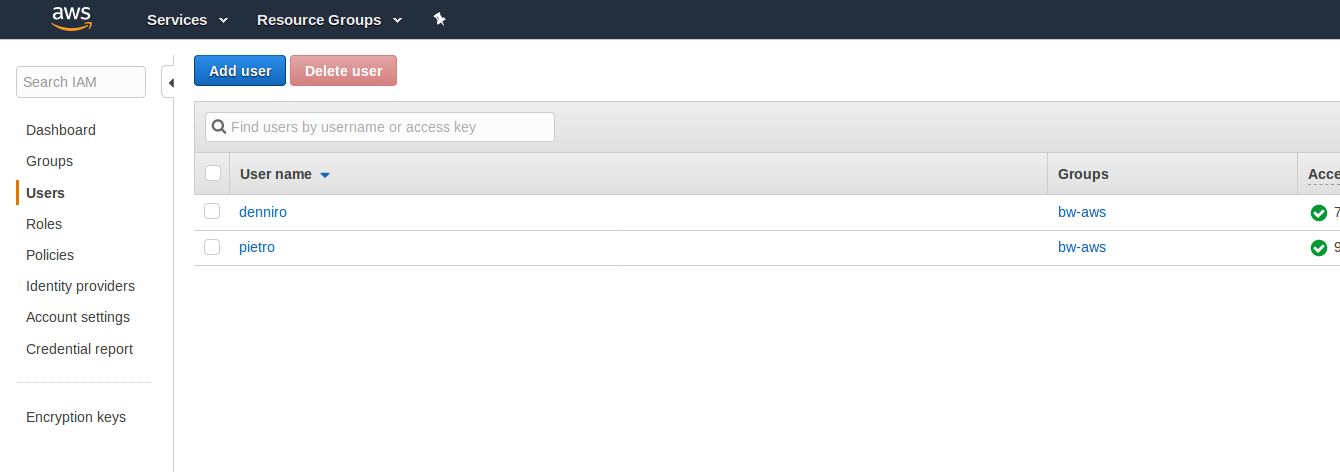 aws Services Resource Groups
Search IAM
Dashboard
Groups
Users
Roles
Policies
Identity providers
Account settings
Credential report
Encryption keys
Add user Delete user
Find users by username or access key
User name Groups Acce
denniro bw-aws 7
pietro bw-aws 9